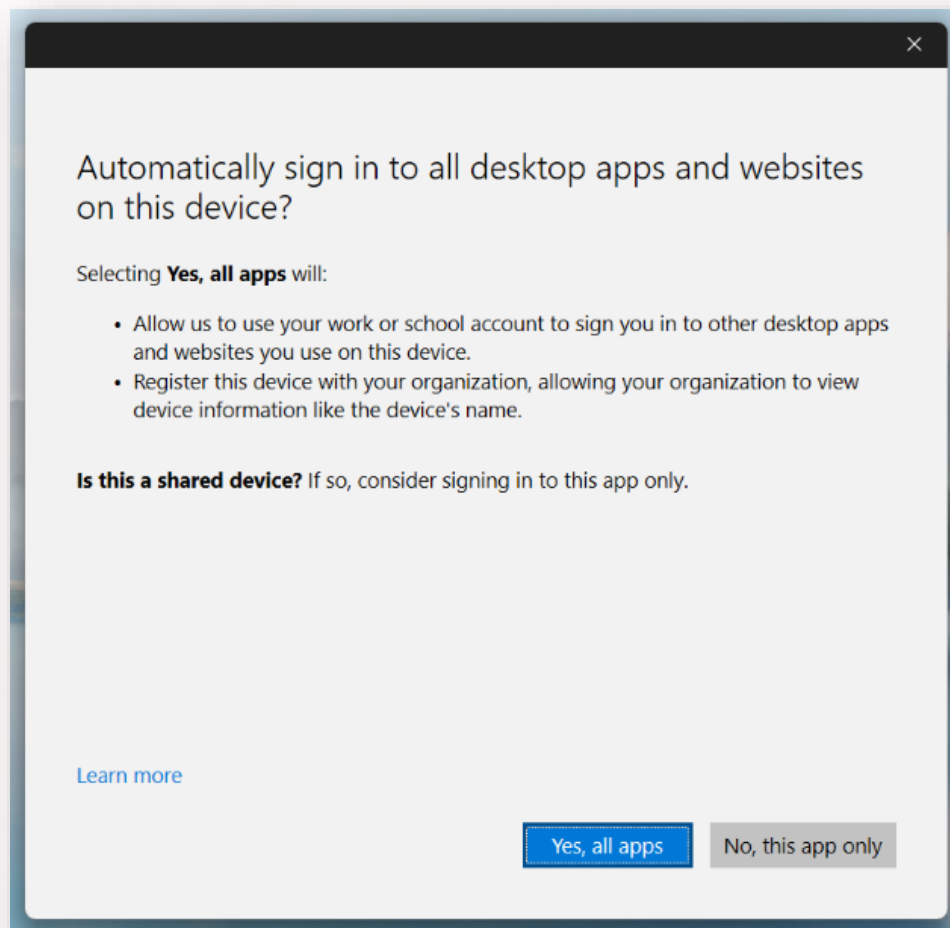 Automatically sign in to all desktop apps and websites
on this device?
Selecting Yes, all apps will:
• Allow us to use your work or school account to sign you in to other desktop apps
and websites you use on this device.
• Register this device with your organization, allowing your organization to view
device information like the device's name.
Is this a shared device? If so, consider signing in to this app only.
Learn more
Yes, all apps
No, this app only